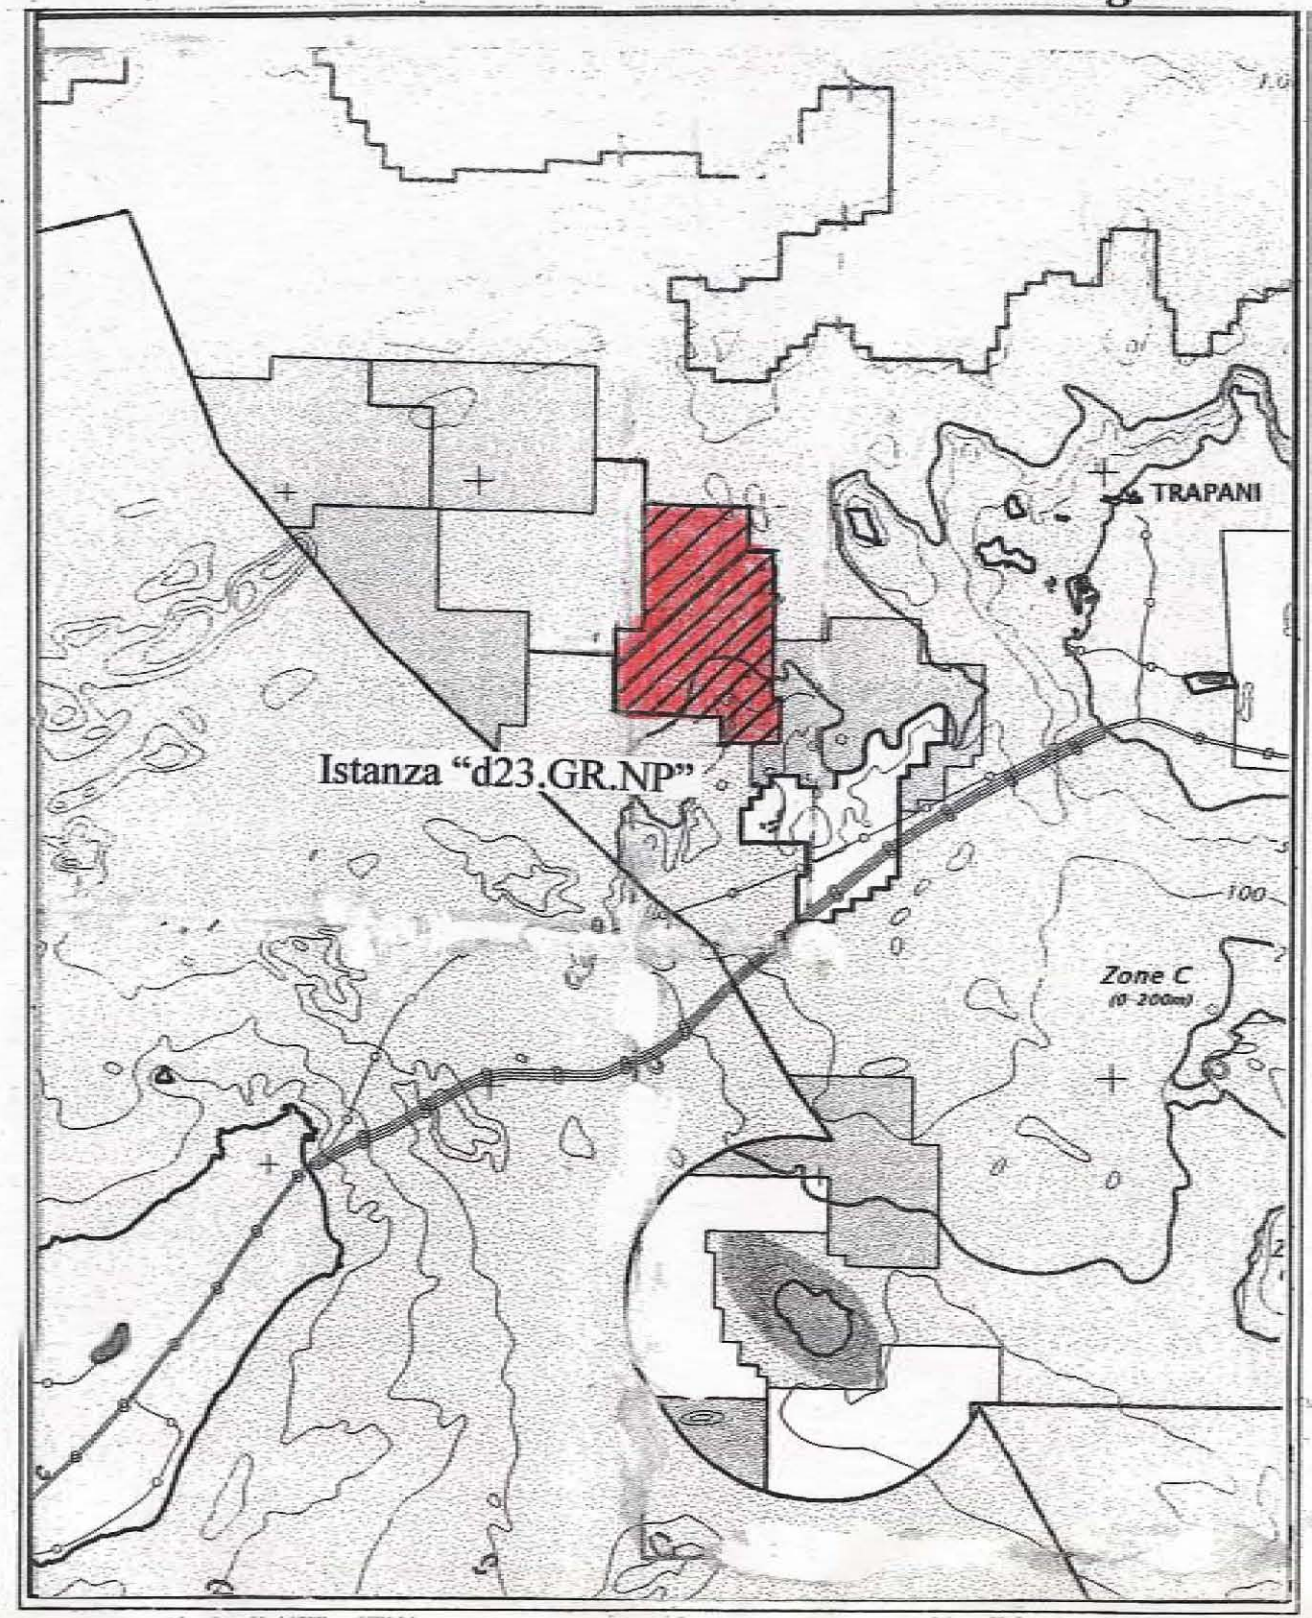 TRAPANI
Istanza “d23.GR.NP”
100
Zone C
(0-200m)